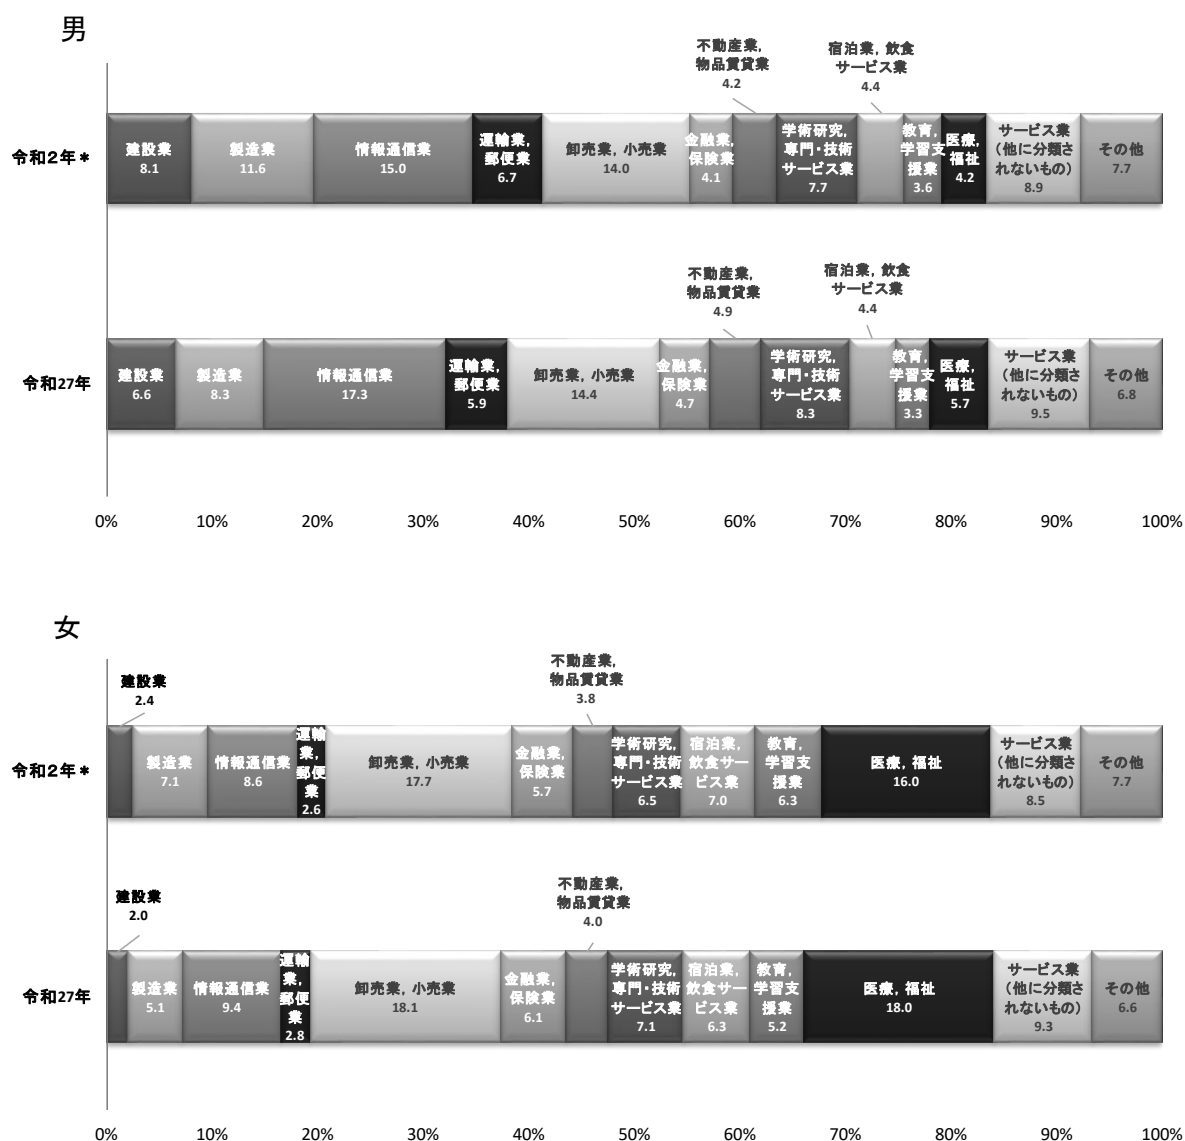 男
不動産業,
物品賃貸業
4.2
宿泊業, 飲食
サービス業
4.4
令和2年*
建設業
8.1
製造業
11.6
情報通信業
15.0
運輸業,
郵便業
6.7
卸売業, 小売業
14.0
金融業,
保険業
4.1
学術研究,
専門・技術
サービス業
7.7
教育,
学習支
援業
3.6
医療,
福祉
4.2
サービス業
(他に分類さ
れないもの)
8.9
その他
7.7
不動産業,
物品賃貸業
4.9
宿泊業, 飲食
サービス業
4.4
令和27年
建設業
6.6
製造業
8.3
情報通信業
17.3
運輸業,
郵便業
5.9
卸売業, 小売業
14.4
金融業,
保険業
4.7
学術研究,
専門・技術
サービス業
8.3
教育,
学習支
援業
3.3
医療,
福祉
5.7
サービス業
(他に分類さ
れないもの)
9.5
その他
6.8
0% 10% 20% 30% 40% 50% 60% 70% 80% 90% 100%
女
建設業
2.4
不動産業,
物品賃貸業
3.8
令和2年*
製造業
7.1
情報通信業
8.6
運輸
業,
郵便
業
2.6
卸売業, 小売業
17.7
金融業,
保険業
5.7
学術研究,
専門・技術
サービス業
6.5
宿泊業,
飲食サー
ビス業
7.0
教育,
学習支
援業
6.3
医療, 福祉
16.0
サービス業
(他に分類さ
れないもの)
8.5
その他
7.7
建設業
2.0
不動産業,
物品賃貸業
4.0
令和27年
製造業
5.1
情報通信業
9.4
運輸
業,
郵便
業
2.8
卸売業, 小売業
18.1
金融業,
保険業
6.1
学術研究,
専門・技術
サービス業
7.1
宿泊業,
飲食サー
ビス業
6.3
教育,
学習支
援業
5.2
医療, 福祉
18.0
サービス業
(他に分類さ
れないもの)
9.3
その他
6.6
0% 10% 20% 30% 40% 50% 60% 70% 80% 90% 100%